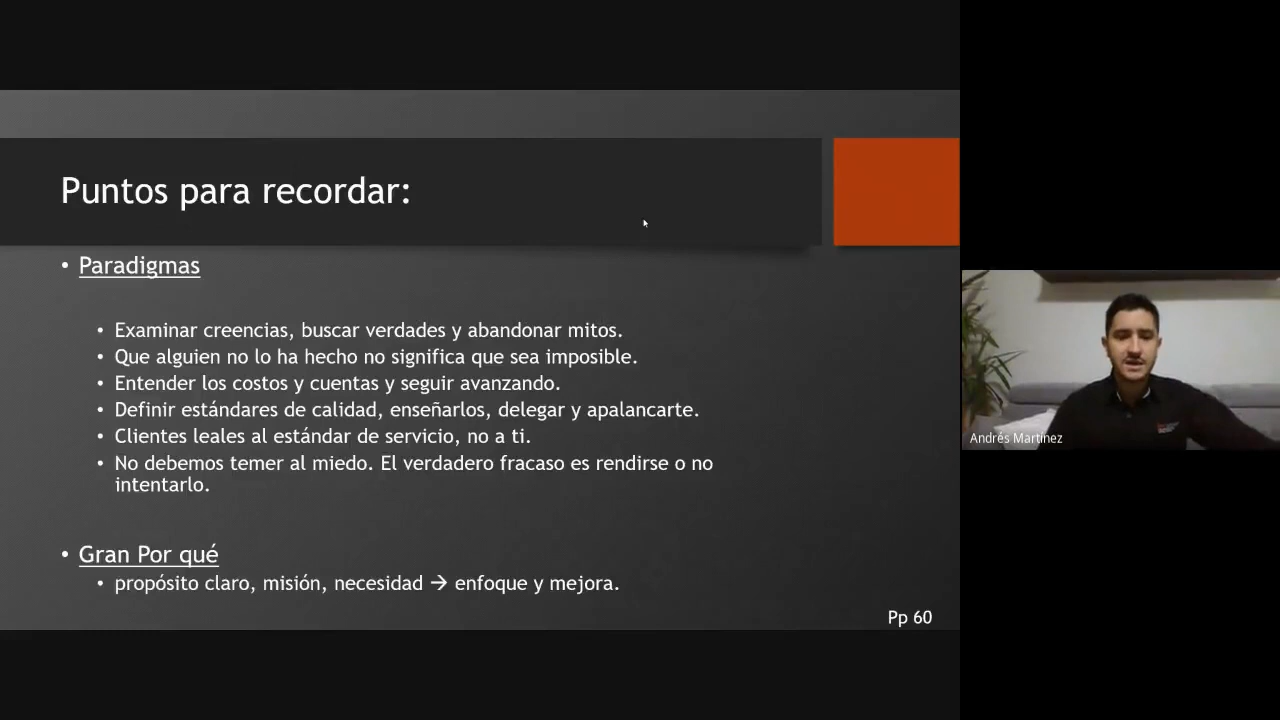 Puntos para recordar:
• Paradigmas
• Examinar creencias, buscar verdades y abandonar mitos.
• Que alguien no lo ha hecho no significa que sea imposible.
• Entender los costos y cuentas y seguir avanzando.
• Definir estándares de calidad, enseñarlos, delegar y apalancarte.
• Clientes leales al estándar de servicio, no a ti.
• No debemos temer al miedo. El verdadero fracaso es rendirse o no
intentarlo.
• Gran Por qué
• propósito claro, misión, necesidad → enfoque y mejora.
Pp 60
Andrés Martínez